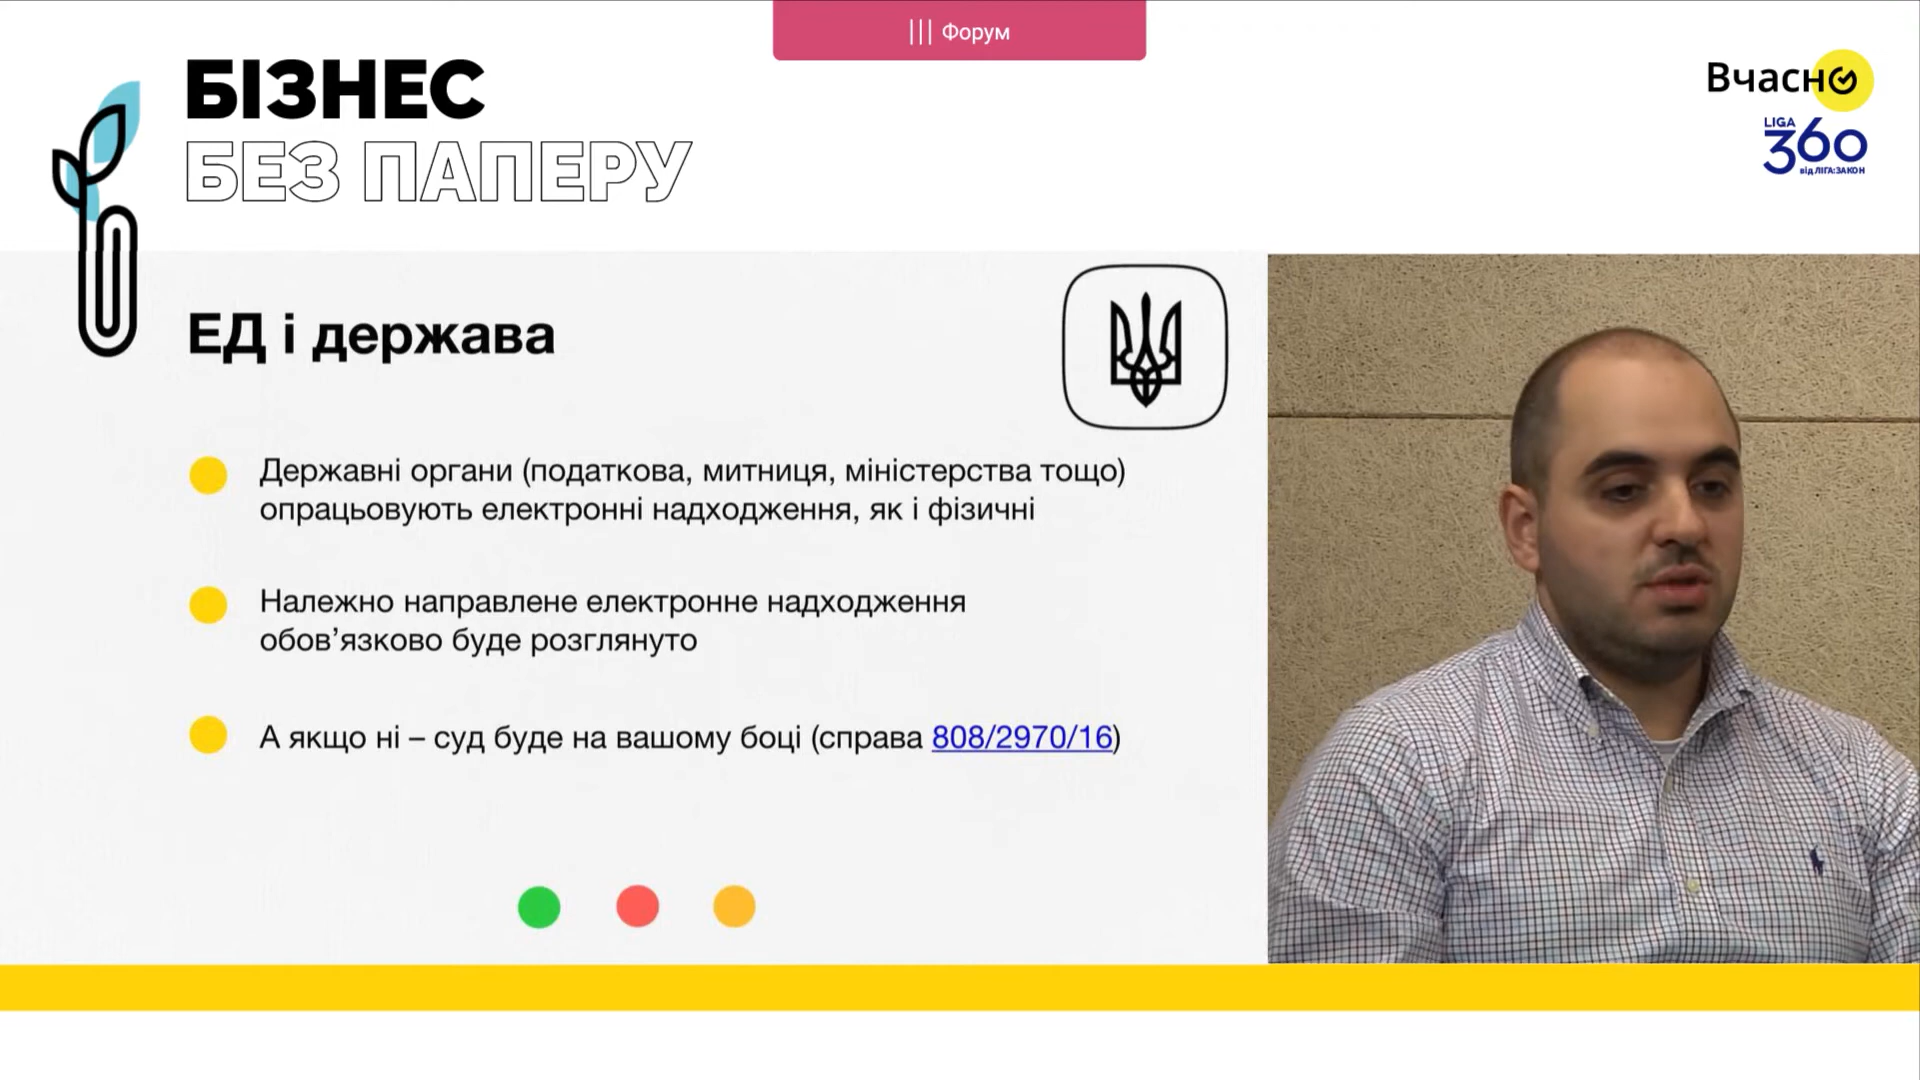 ||| Форум
БІЗНЕС
БЕЗ ПАПЕРУ
Вчасно
LIGA
360
від ЛІГА:ЗАКОН
ЕД і держава
Державні органи (податкова, митниця, міністерства тощо)
опрацьовують електронні надходження, як і фізичні
Належно направлене електронне надходження
обов’язково буде розглянуто
А якщо ні – суд буде на вашому боці (справа 808/2970/16)